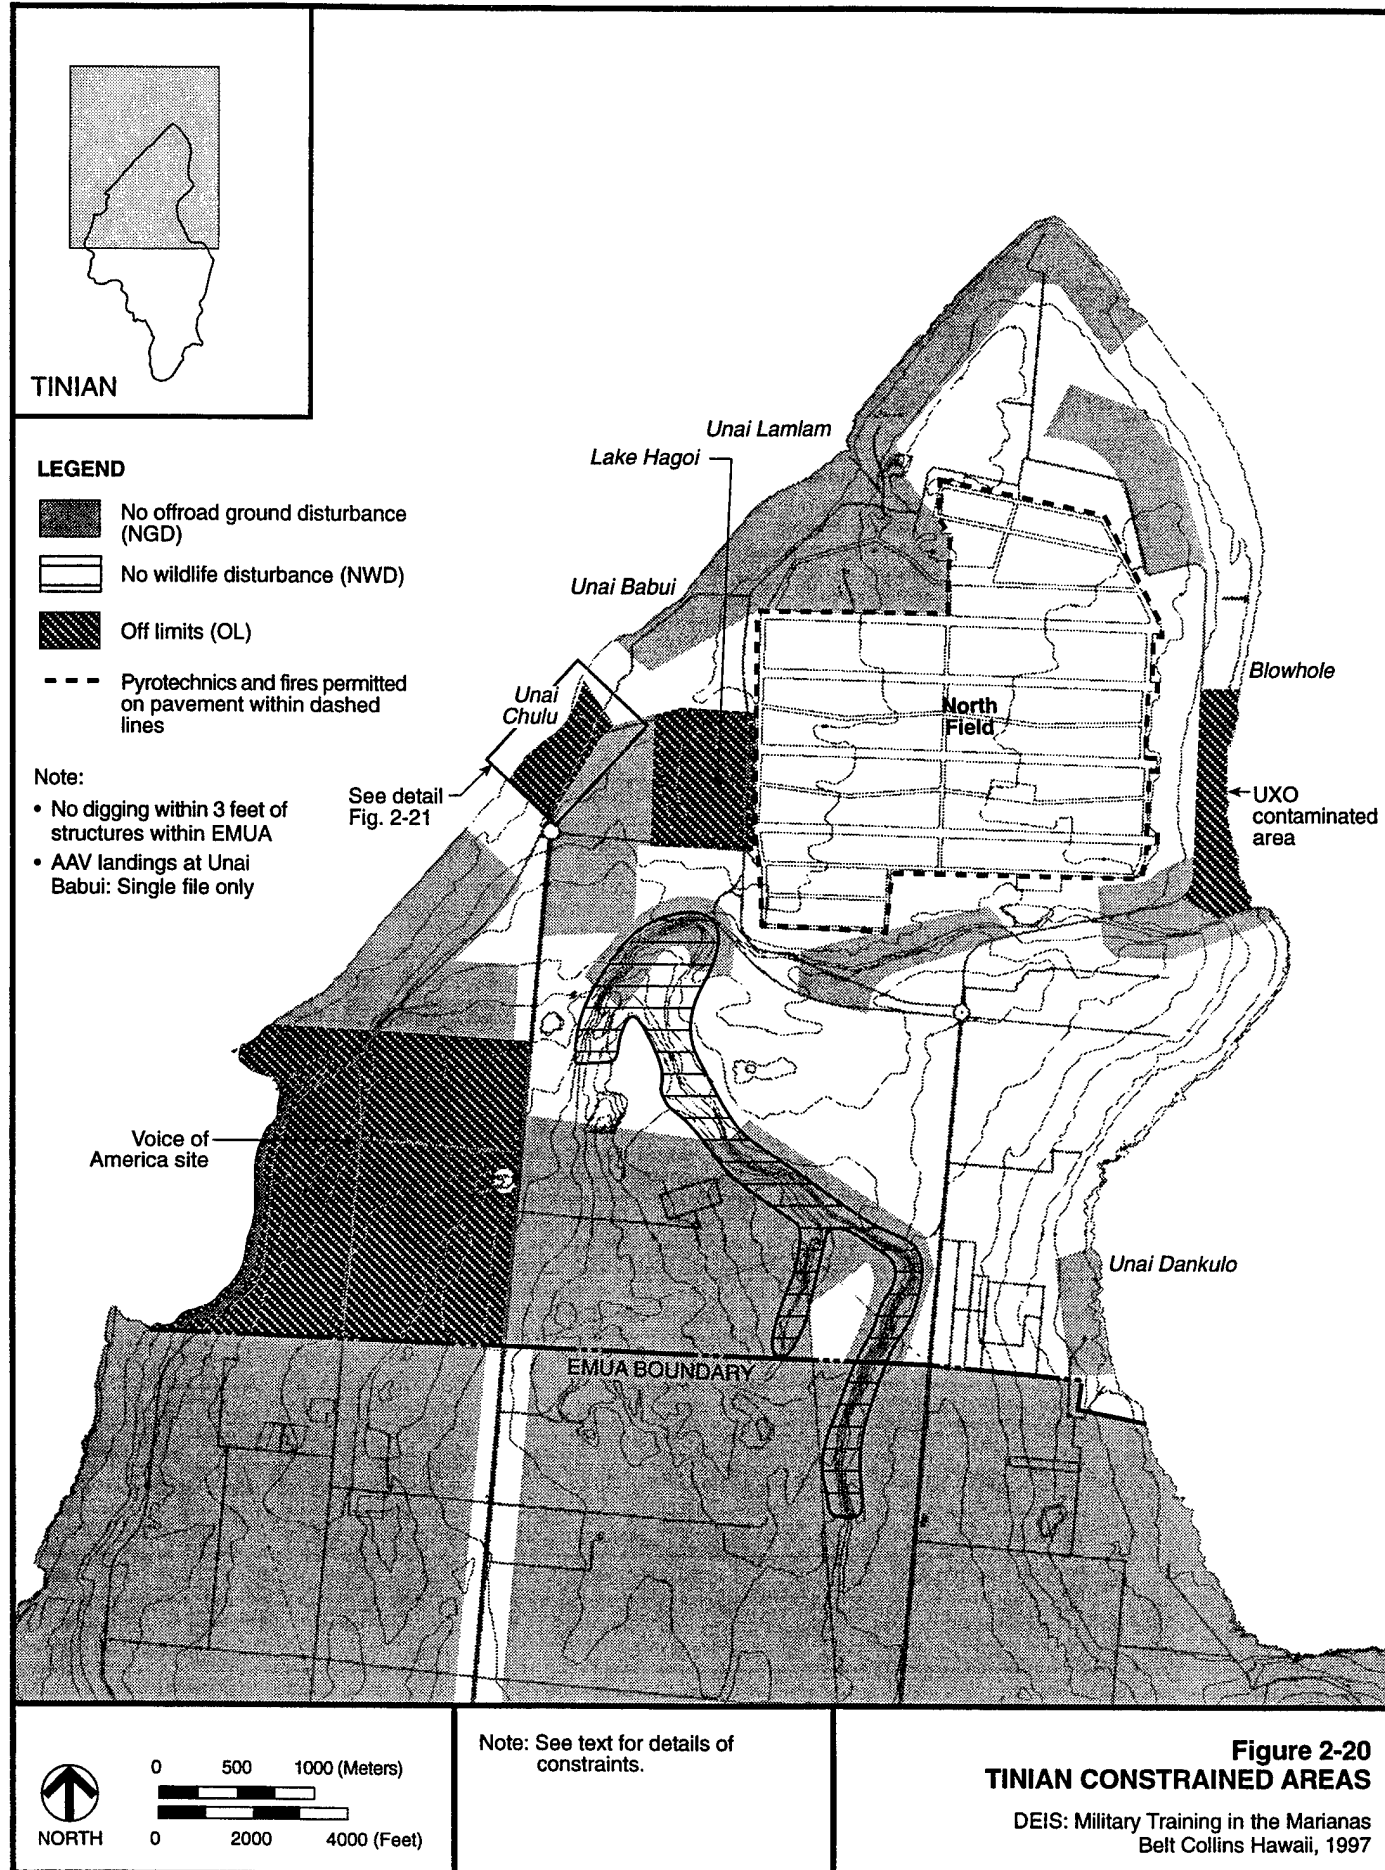 TINIAN
LEGEND
No offroad ground disturbance
(NGD)
No wildlife disturbance (NWD)
Off limits (OL)
Pyrotechnics and fires permitted
on pavement within dashed
lines
Note:
• No digging within 3 feet of
structures within EMUA
• AAV landings at Unai
Babui: Single file only
Unai Lamlam
Lake Hagoi
Unai Babui
Unai
Chulu
See detail
Fig. 2-21
North
Field
Blowhole
UXO
contaminated
area
Voice of
America site
Unai Dankulo
EMUA BOUNDARY
NORTH
0 500 1000 (Meters)
0 2000 4000 (Feet)
Note: See text for details of
constraints.
Figure 2-20
TINIAN CONSTRAINED AREAS
DEIS: Military Training in the Marianas
Belt Collins Hawaii, 1997